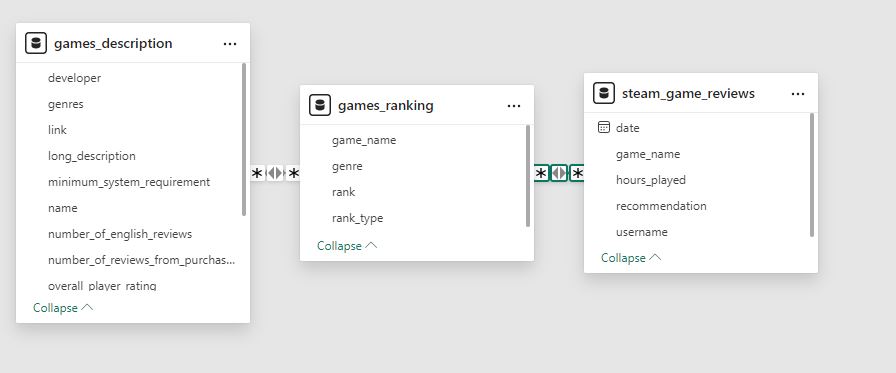 games_description
developer
genres
link
long_description
minimum_system_requirement
name
number_of_english_reviews
number_of_reviews_from_purchas...
overall_player_rating
Collapse
games_ranking
game_name
genre
rank
rank_type
Collapse
steam_game_reviews
date
game_name
hours_played
recommendation
username
Collapse